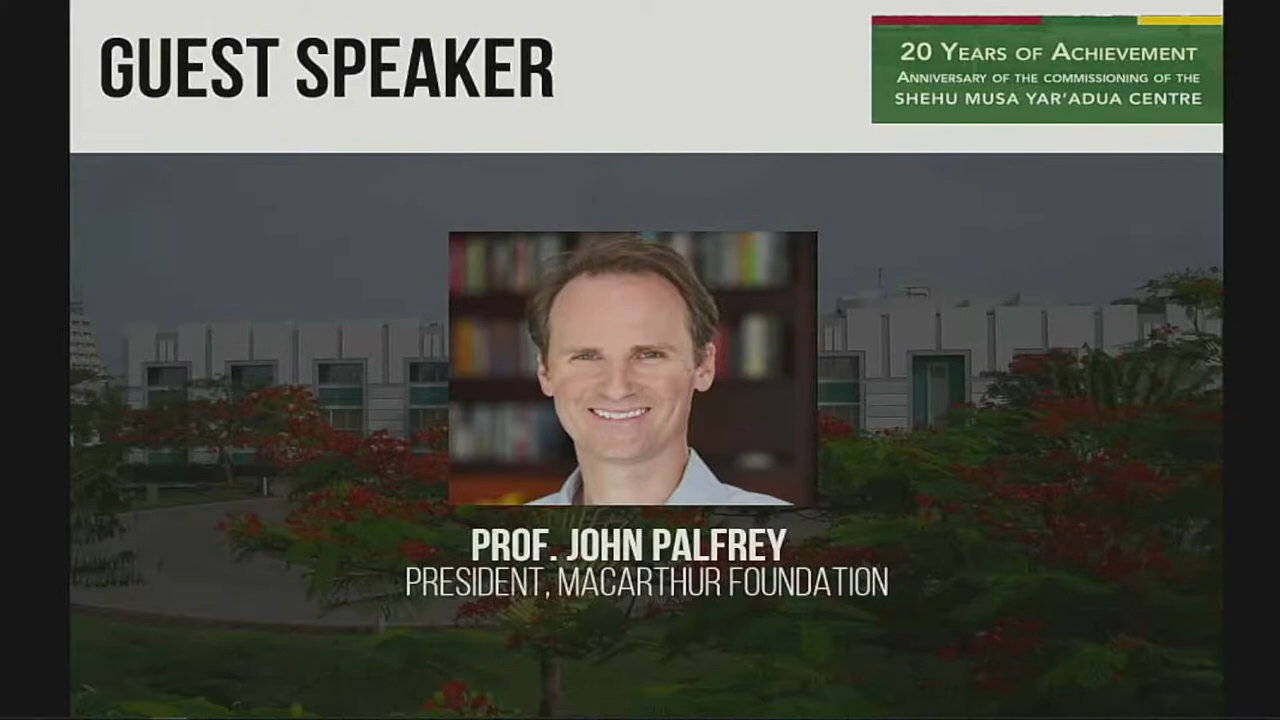 GUEST SPEAKER
20 YEARS OF ACHIEVEMENT
ANNIVERSARY OF THE COMMISSIONING OF THE
SHEHU MUSA YAR'ADUA CENTRE
PROF. JOHN PALFREY
PRESIDENT, MACARTHUR FOUNDATION